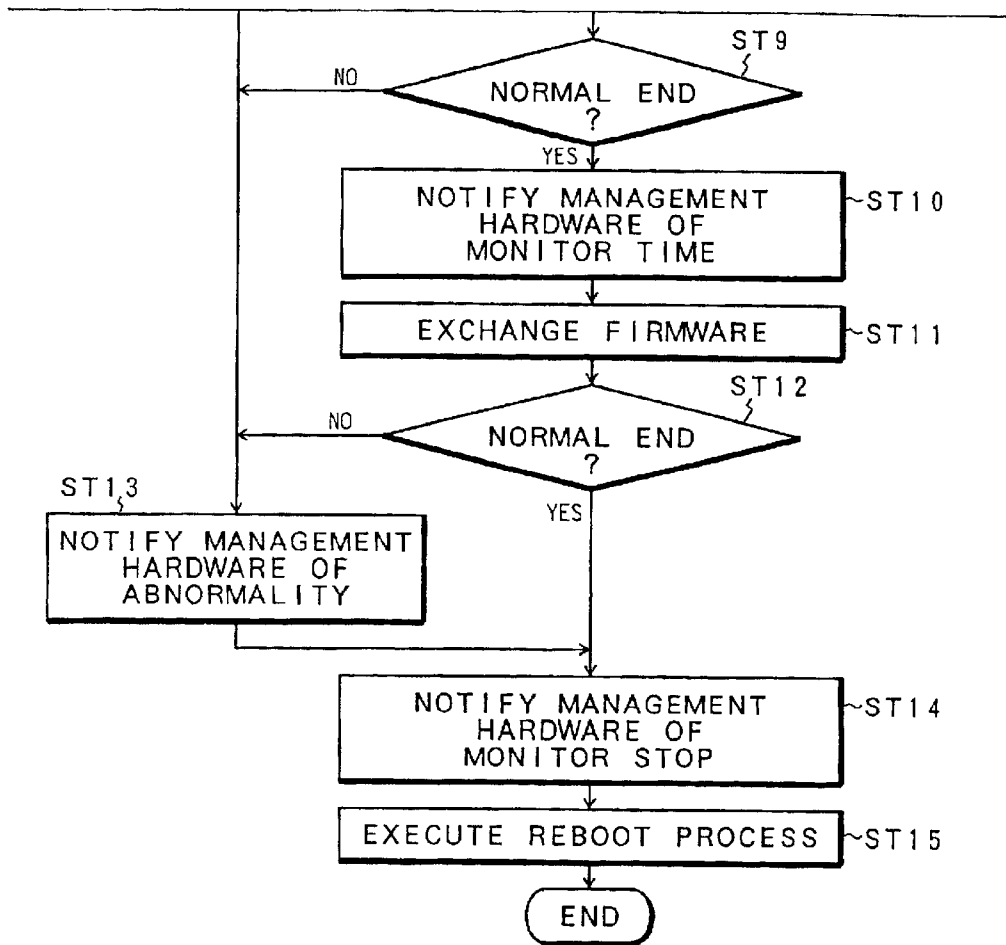 ST9
NO
NORMAL END
?
YES
NOTIFY MANAGEMENT
HARDWARE OF
MONITOR TIME
ST10
EXCHANGE FIRMWARE
ST11
ST12
NO
NORMAL END
?
YES
ST13
NOTIFY MANAGEMENT
HARDWARE OF
ABNORMALITY
NOTIFY MANAGEMENT
HARDWARE OF
MONITOR STOP
ST14
EXECUTE REBOOT PROCESS
ST15
END